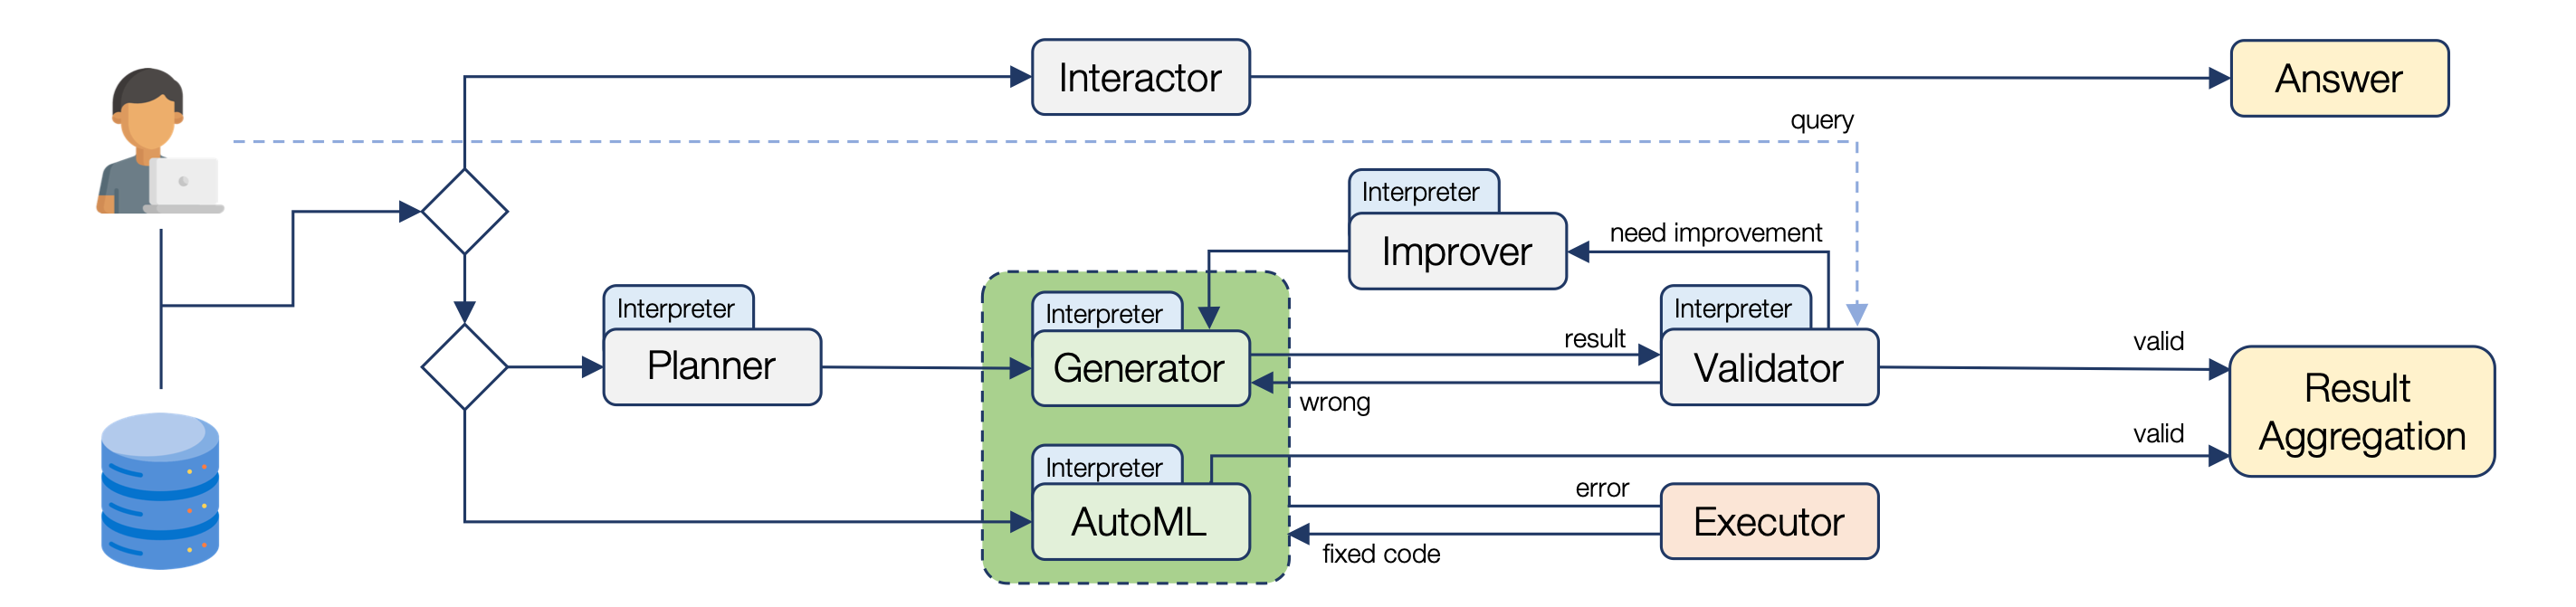 Interactor
Answer
query
Interpreter
Improver
need improvement
Interpreter
Planner
Interpreter
Generator
result
wrong
Interpreter
Validator
valid
Result
Aggregation
valid
Interpreter
AutoML
error
Executor
fixed code